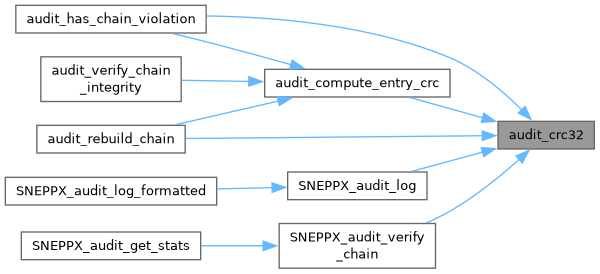 audit_has_chain_violation
audit_verify_chain
_integrity
audit_compute_entry_crc
audit_crc32
audit_rebuild_chain
SNEPPX_audit_log_formatted
SNEPPX_audit_log
SNEPPX_audit_get_stats
SNEPPX_audit_verify
_chain